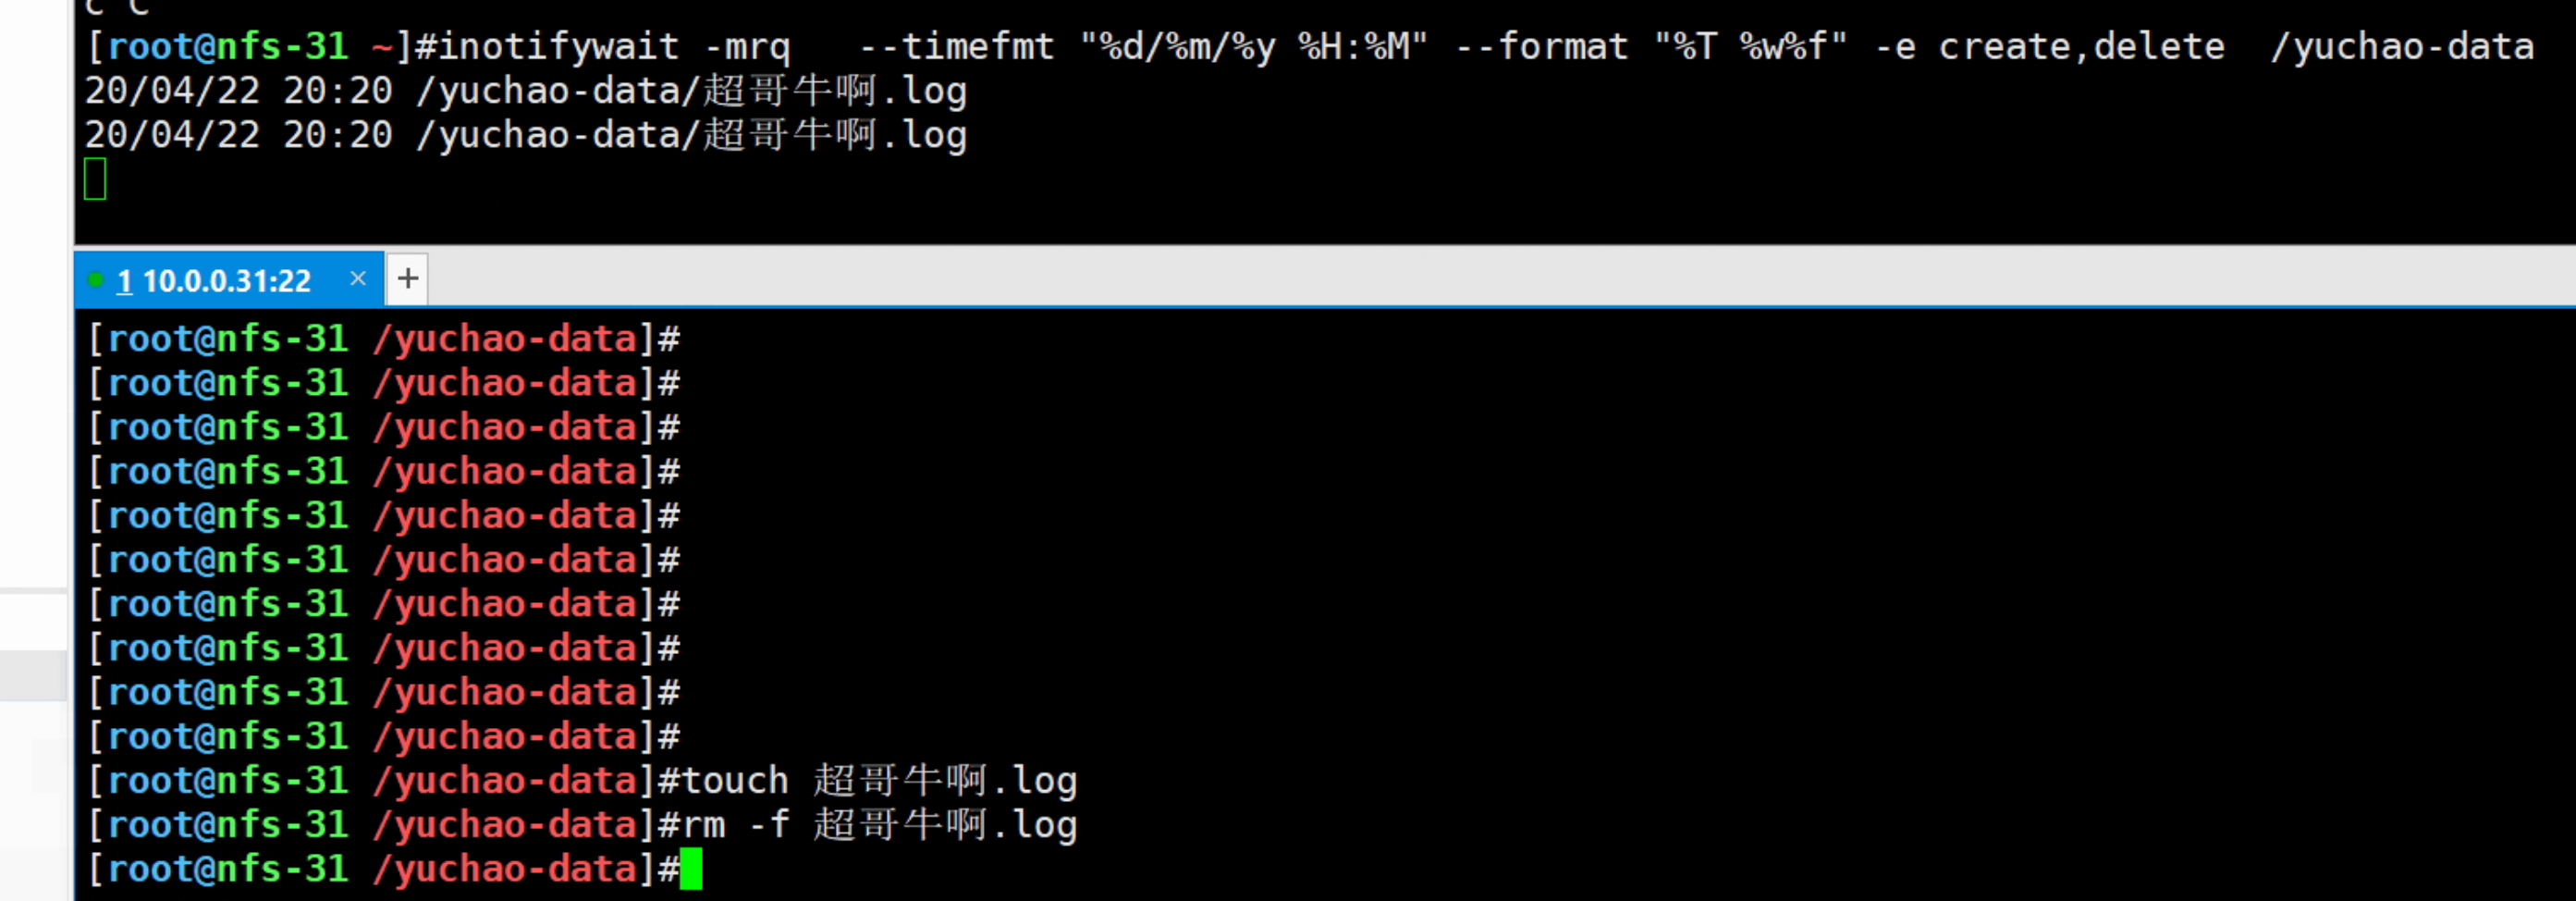 c c
[root@nfs-31 ~]#inotifywait -mrq   --timefmt "%d/%m/%y %H:%M" --format "%T %w%f" -e create,delete  /yuchao-data
20/04/22 20:20 /yuchao-data/超哥牛啊.log
20/04/22 20:20 /yuchao-data/超哥牛啊.log
1 10.0.0.31:22 × +
[root@nfs-31 /yuchao-data]#
[root@nfs-31 /yuchao-data]#
[root@nfs-31 /yuchao-data]#
[root@nfs-31 /yuchao-data]#
[root@nfs-31 /yuchao-data]#
[root@nfs-31 /yuchao-data]#
[root@nfs-31 /yuchao-data]#
[root@nfs-31 /yuchao-data]#
[root@nfs-31 /yuchao-data]#
[root@nfs-31 /yuchao-data]#
[root@nfs-31 /yuchao-data]#touch 超哥牛啊.log
[root@nfs-31 /yuchao-data]#rm -f 超哥牛啊.log
[root@nfs-31 /yuchao-data]#